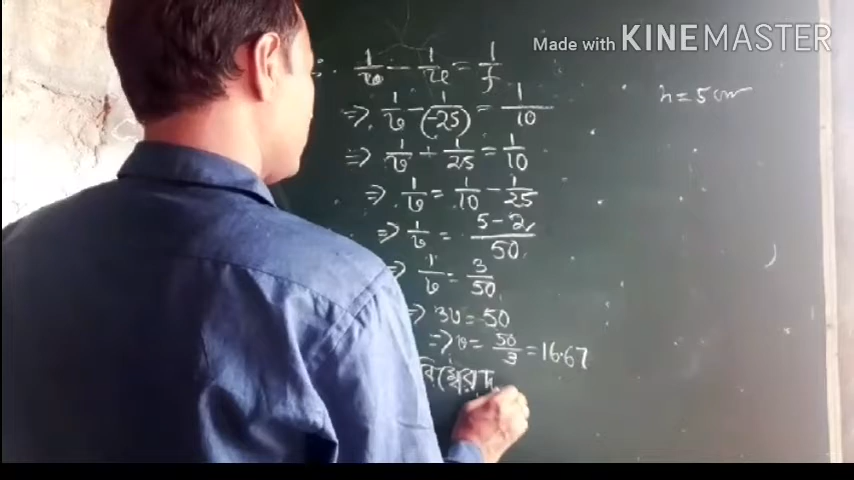 Made with KINEMASTER
∴ 1/v - 1/u = 1/f
h = 5 cm
⇒ 1/v - 1/(-25) = 1/10
⇒ 1/v + 1/25 = 1/10
⇒ 1/v = 1/10 - 1/25
⇒ 1/v = 5-2/50
⇒ 1/v = 3/50
⇒ 3v = 50
⇒ v = 50/3 = 16.67